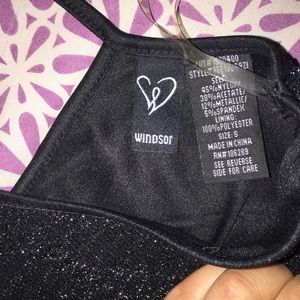 WINDSOR
SELF:
45%NYLON
38%ACETATE
12%METALLIC
5%SPANDEX
LINING:
100%POLYESTER
SIZE: S
MADE IN CHINA
RN#106289
SEE REVERSE
SIDE FOR CARE